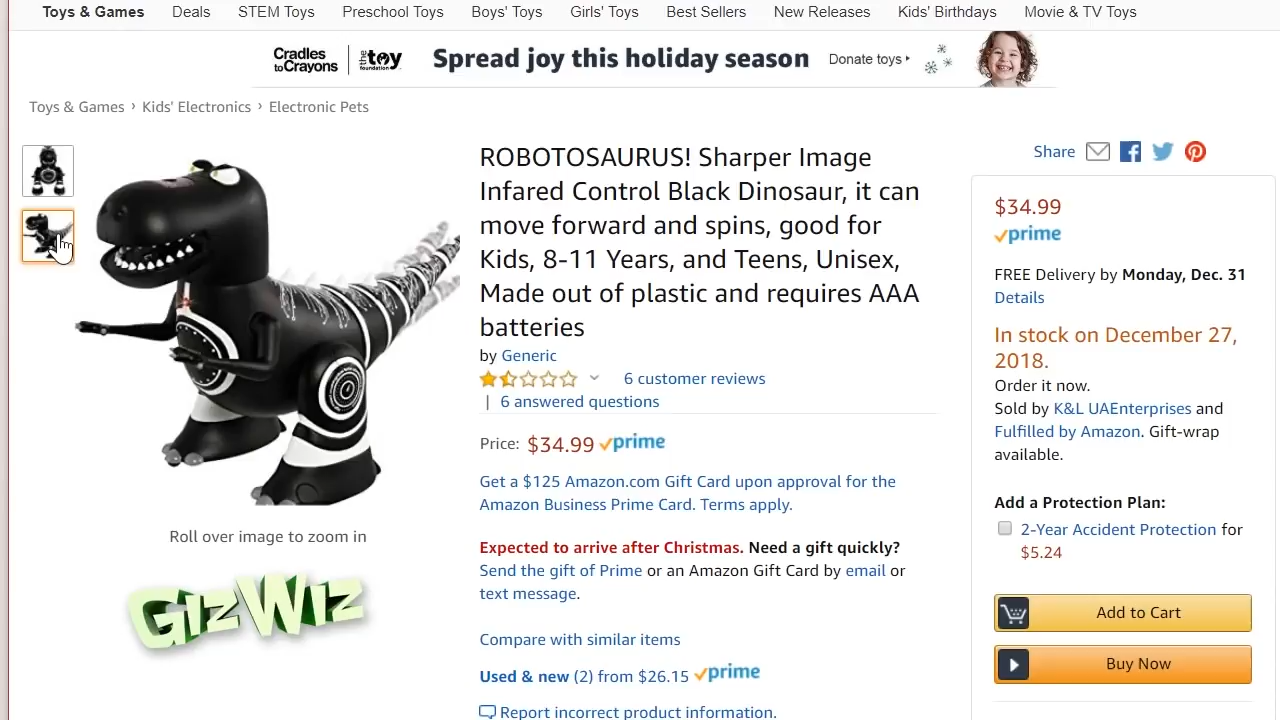 Toys & Games Deals STEM Toys Preschool Toys Boys' Toys Girls' Toys Best Sellers New Releases Kids' Birthdays Movie & TV Toys
Cradles to Crayons
the toy foundation
Spread joy this holiday season
Donate toys
Toys & Games › Kids' Electronics › Electronic Pets
ROBOTOSAURUS! Sharper Image
Infared Control Black Dinosaur, it can
move forward and spins, good for
Kids, 8-11 Years, and Teens, Unisex,
Made out of plastic and requires AAA
batteries
by Generic
6 customer reviews
| 6 answered questions
Price: $34.99 prime
Get a $125 Amazon.com Gift Card upon approval for the
Amazon Business Prime Card. Terms apply.
Expected to arrive after Christmas. Need a gift quickly?
Send the gift of Prime or an Amazon Gift Card by email or
text message.
Compare with similar items
Used & new (2) from $26.15 prime
Report incorrect product information.
Roll over image to zoom in
GizWiz
Share
$34.99
prime
FREE Delivery by Monday, Dec. 31
Details
In stock on December 27,
2018.
Order it now.
Sold by K&L UAEnterprises and
Fulfilled by Amazon. Gift-wrap
available.
Add a Protection Plan:
2-Year Accident Protection for
$5.24
Add to Cart
Buy Now